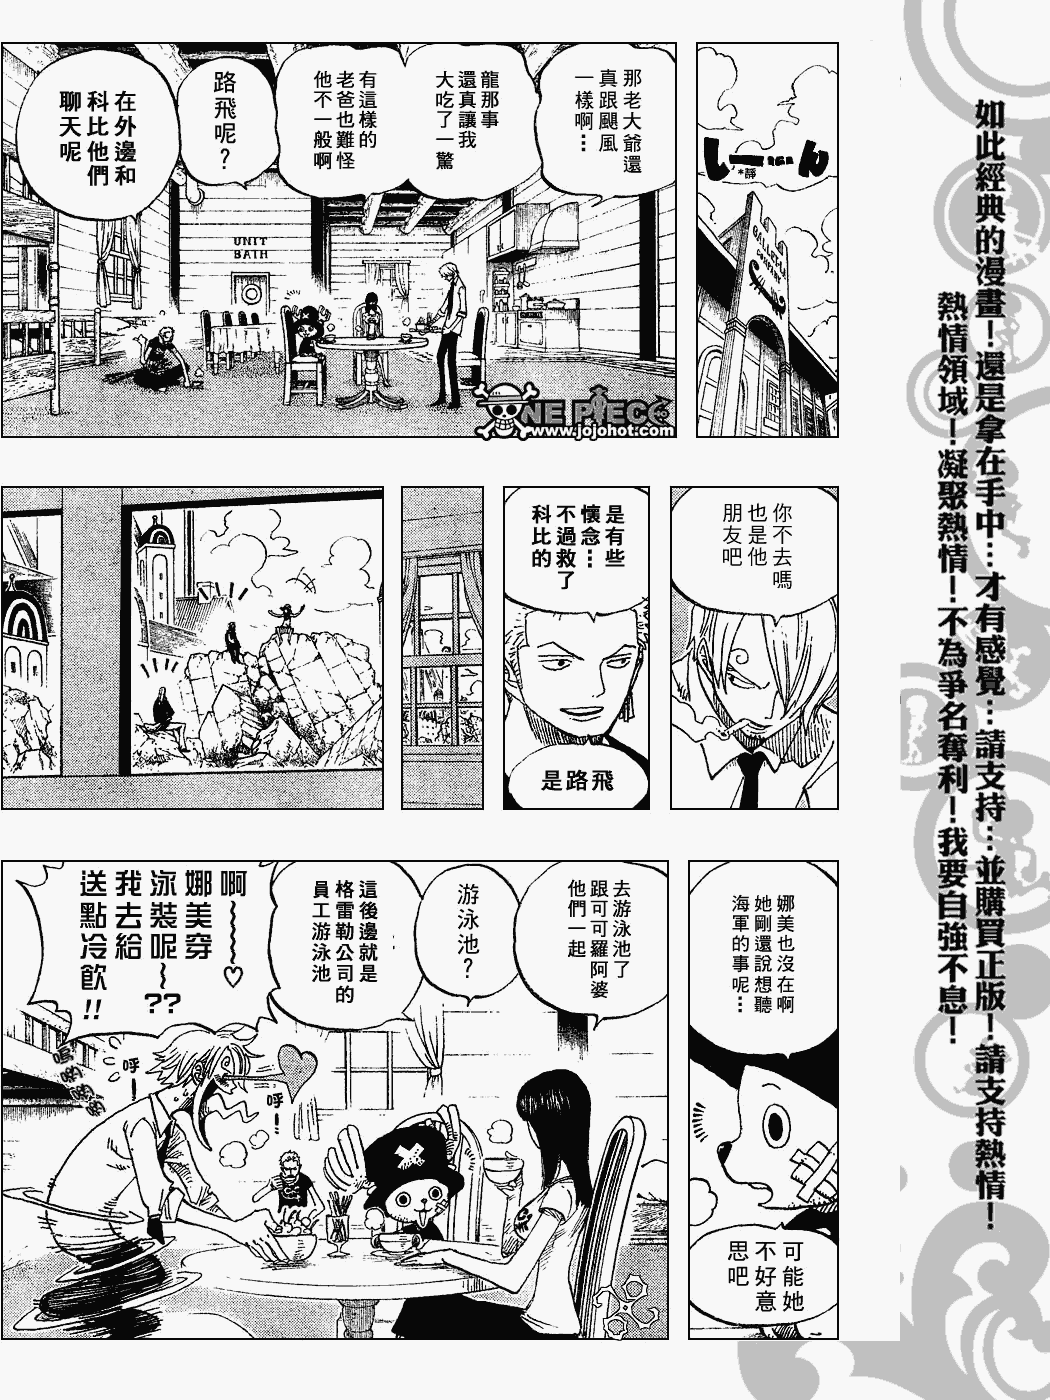 しーーん
*靜
GALLEY-LA
COMPANY
那老大爺還
真跟颶風
一樣啊…
龍那事
還真讓我
大吃了一驚
有這樣的
老爸也難怪
他不一般啊
路飛呢？
在外邊和
科比他們
聊天呢
UNIT
BATH
ONE PIECE
www.jojohot.com
你不去嗎
也是他
朋友吧
是有些
懷念…
不過救了
科比的
是路飛
娜美也沒在啊
她剛還說想聽
海軍的事呢…
可能她
不好意
思吧
去游泳池了
跟可可羅阿婆
他們一起
游泳池？
這後邊就是
格雷勒公司的
員工游泳池
啊～～～♡
娜美穿
泳裝呢～??
我去給
送點冷飲!!
呼！
呼！
如此經典的漫畫！還是拿在手中…才有感覺…請支持…並購買正版！請支持熱情！
熱情領域！凝聚熱情！不為爭名奪利！我要自強不息！